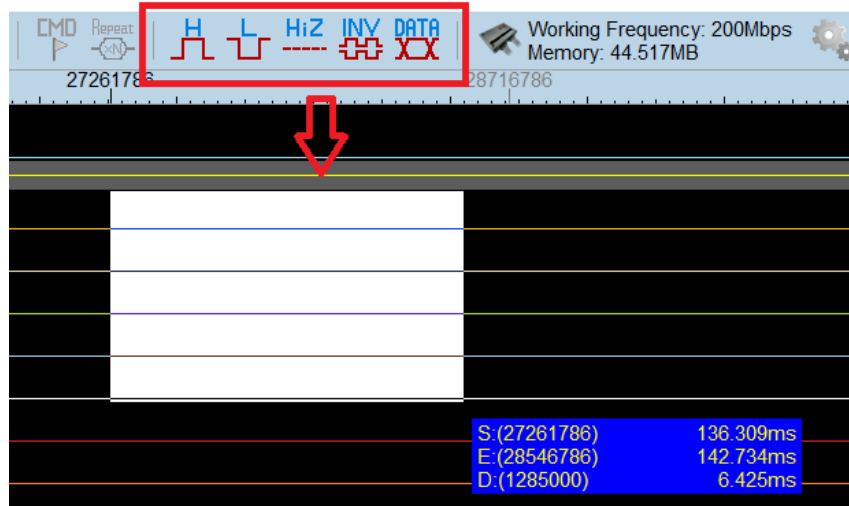 CMD Repeat H L HiZ INV DATA Working Frequency: 200Mbps
xN Memory: 44.517MB
27261786 28716786
S:(27261786) 136.309ms
E:(28546786) 142.734ms
D:(1285000) 6.425ms